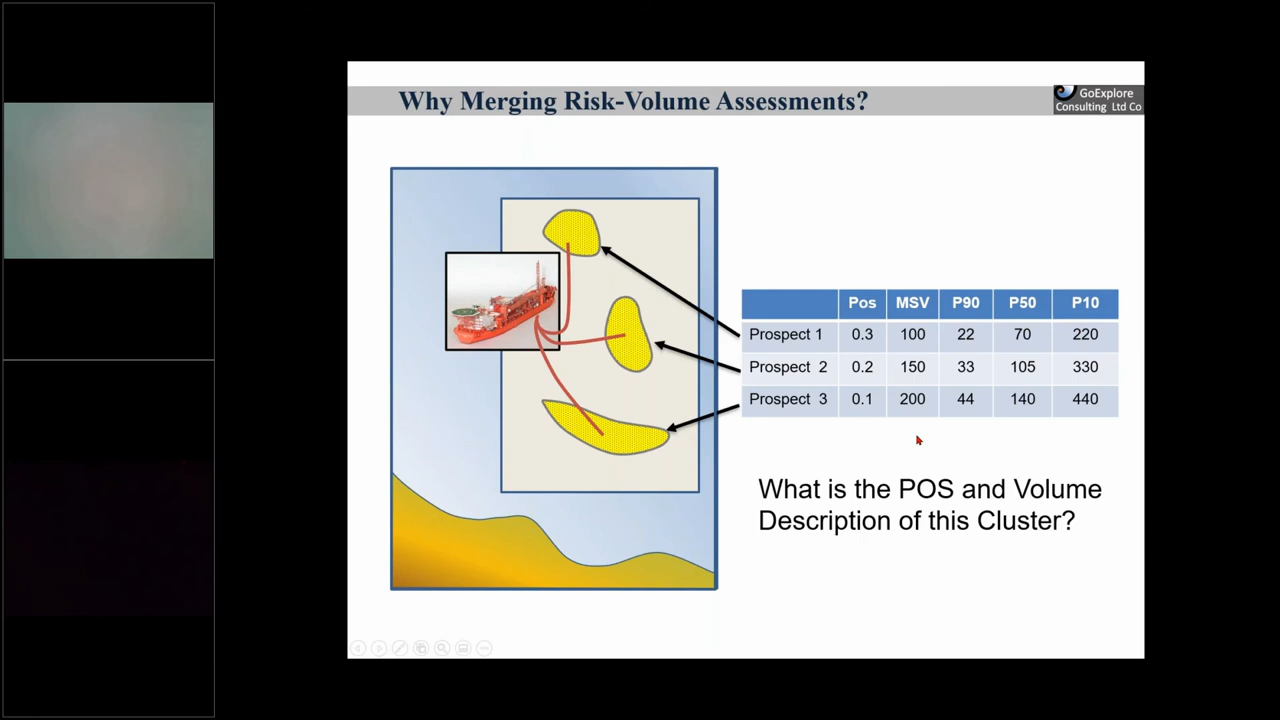 Why Merging Risk-Volume Assessments?
GoExplore
Consulting Ltd Co
Pos MSV P90 P50 P10
Prospect 1 0.3 100 22 70 220
Prospect 2 0.2 150 33 105 330
Prospect 3 0.1 200 44 140 440
What is the POS and Volume
Description of this Cluster?